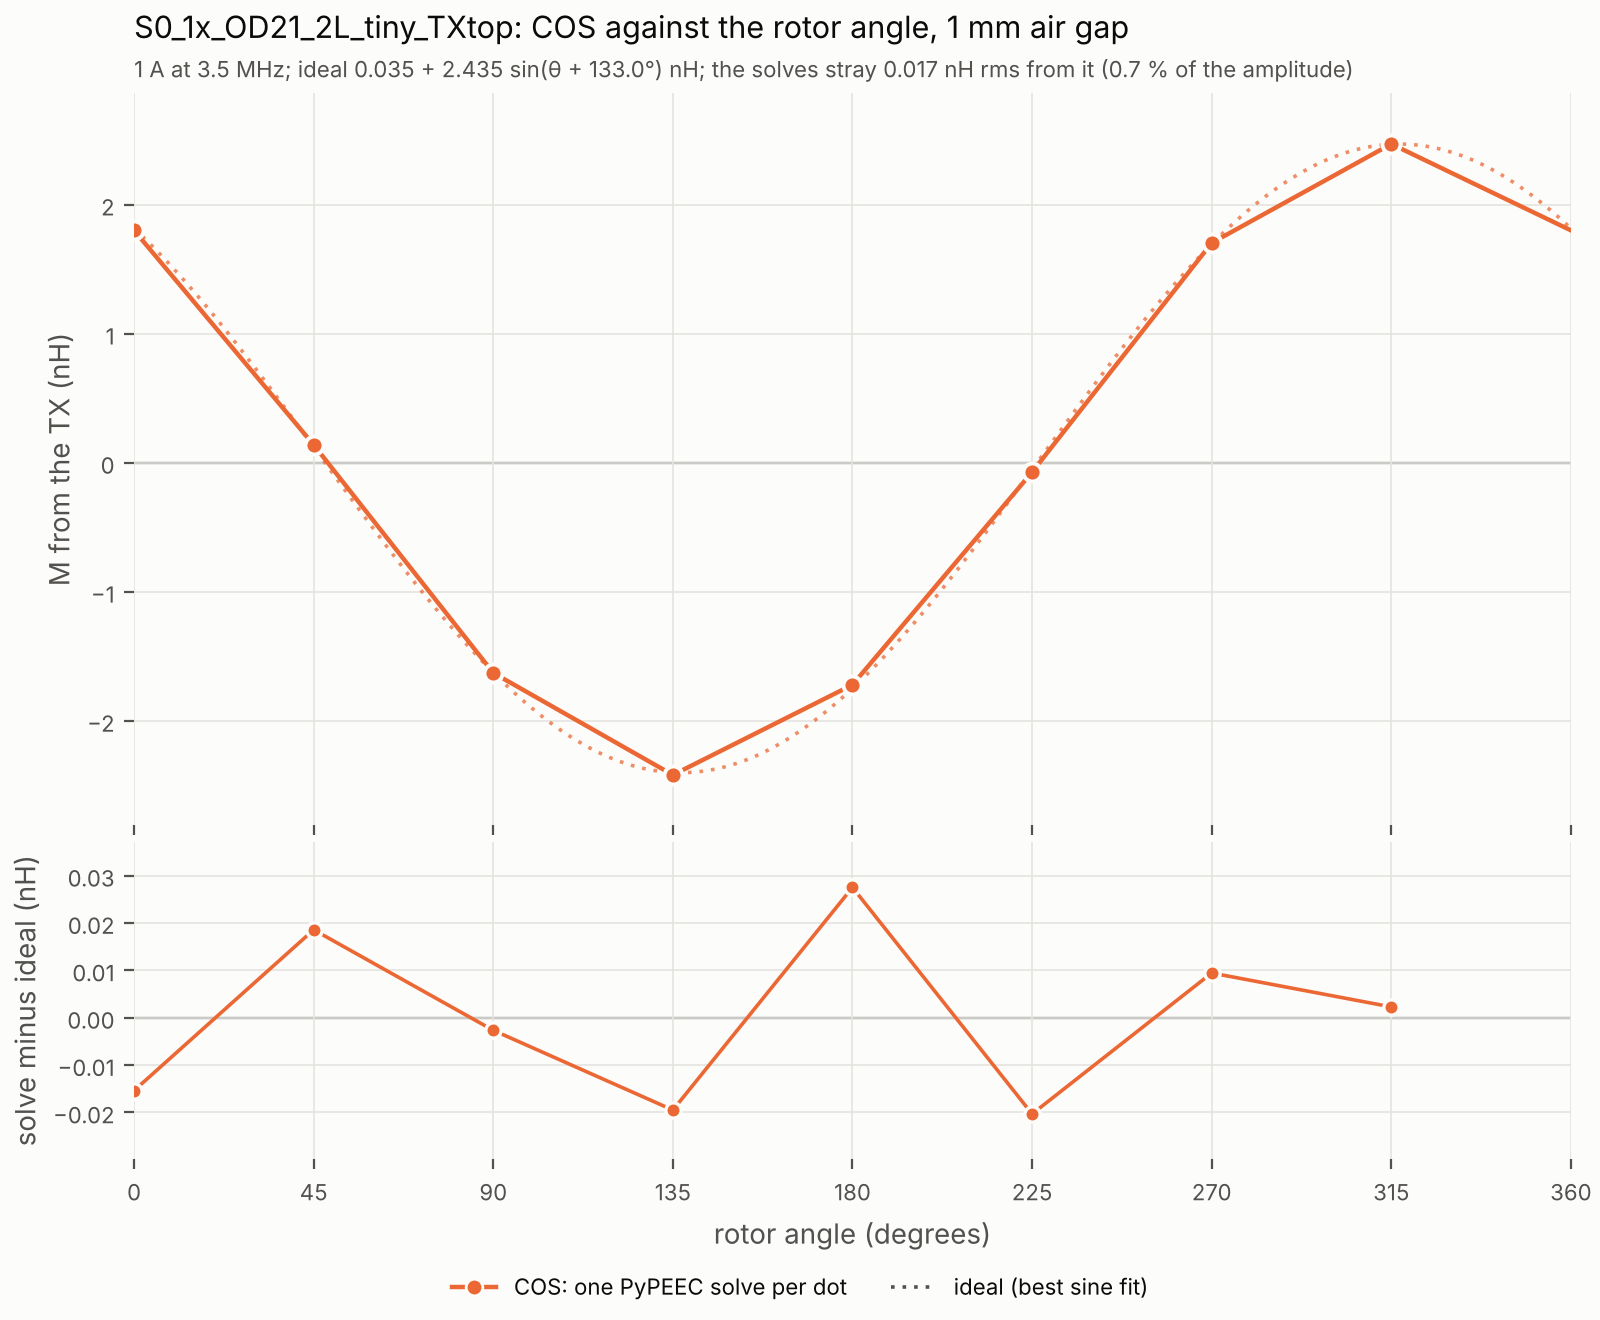 S0_1x_OD21_2L_tiny_TXtop: COS against the rotor angle, 1 mm air gap
1 A at 3.5 MHz; ideal 0.035 + 2.435 sin(θ + 133.0°) nH; the solves stray 0.017 nH rms from it (0.7 % of the amplitude)
M from the TX (nH)
2
1
0
−1
−2
solve minus ideal (nH)
0.03
0.02
0.01
0.00
−0.01
−0.02
0 45 90 135 180 225 270 315 360
rotor angle (degrees)
COS: one PyPEEC solve per dot ideal (best sine fit)